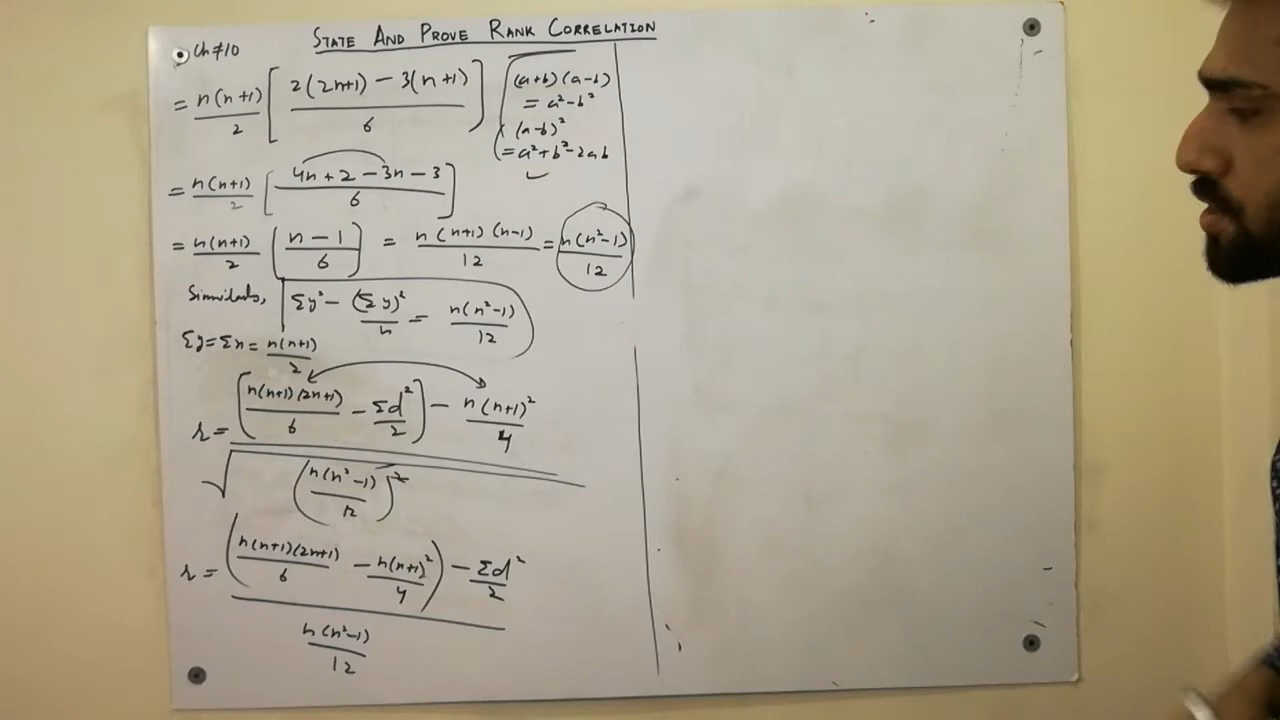 STATE AND PROVE RANK CORRELATION
Ch # 10
= n(n+1)/2 [ 2(2n+1) - 3(n+1) / 6 ]
(a+b)(a-b)
= a² - b²
(a-b)²
= a² + b² - 2ab
= n(n+1)/2 [ 4n + 2 - 3n - 3 / 6 ]
= n(n+1)/2 [ n - 1 / 6 ] = n(n+1)(n-1)/12 = n(n²-1)/12
Similarly, Σy² - (Σy)²/n = n(n²-1)/12
Σy = Σx = n(n+1)/2
r = [ n(n+1)(2n+1)/6 - Σd²/2 ] - n(n+1)²/4
√( n(n²-1)/12 )²
r = ( n(n+1)(2n+1)/6 - n(n+1)²/4 ) - Σd²/2
n(n²-1)/12